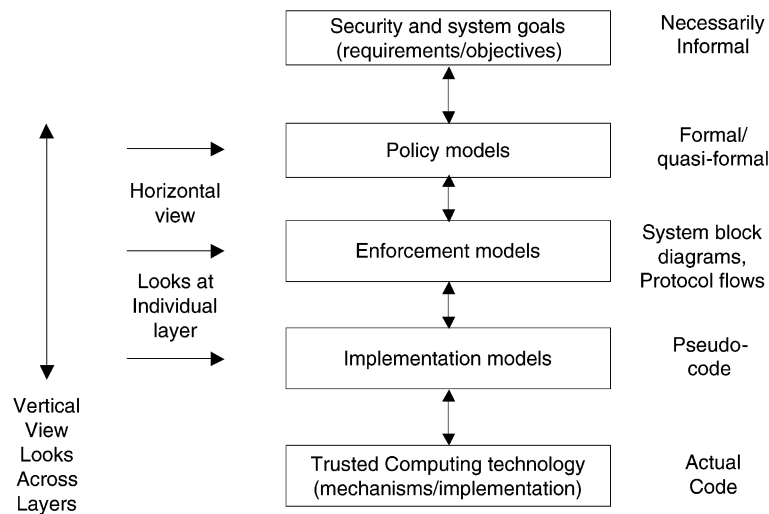 Security and system goals
(requirements/objectives)
Necessarily
Informal
Policy models
Formal/
quasi-formal
Horizontal
view
Enforcement models
System block
diagrams,
Protocol flows
Looks at
Individual
layer
Implementation models
Pseudo-
code
Vertical
View
Looks
Across
Layers
Trusted Computing technology
(mechanisms/implementation)
Actual
Code